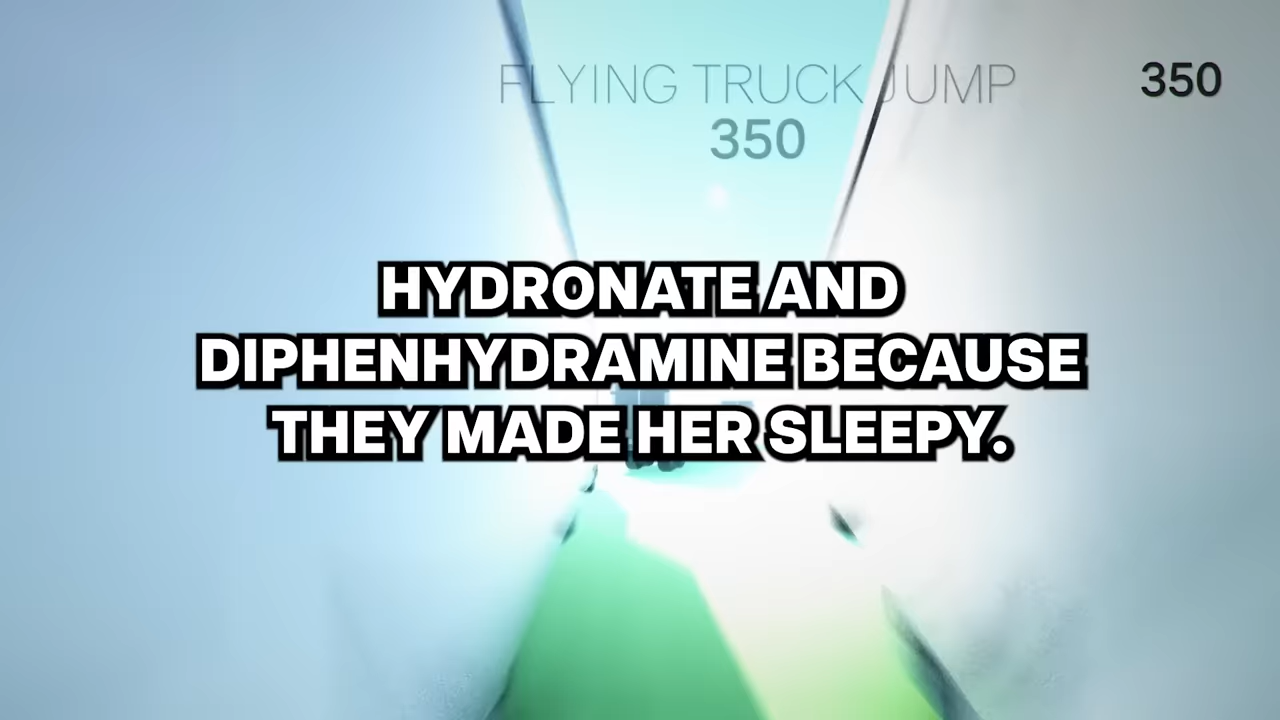 FLYING TRUCK JUMP
350
350
HYDRONATE AND
DIPHENHYDRAMINE BECAUSE
THEY MADE HER SLEEPY.